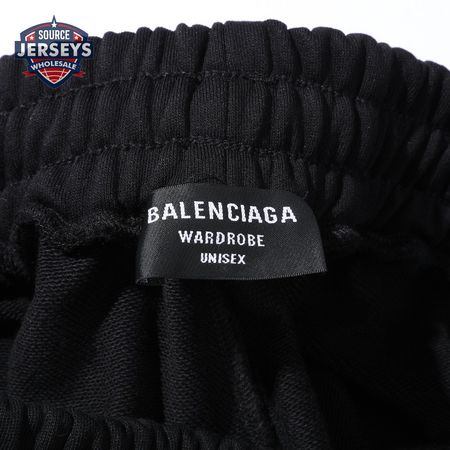 SOURCE
JERSEYS
WHOLESALE
BALENCIAGA
WARDROBE
UNISEX